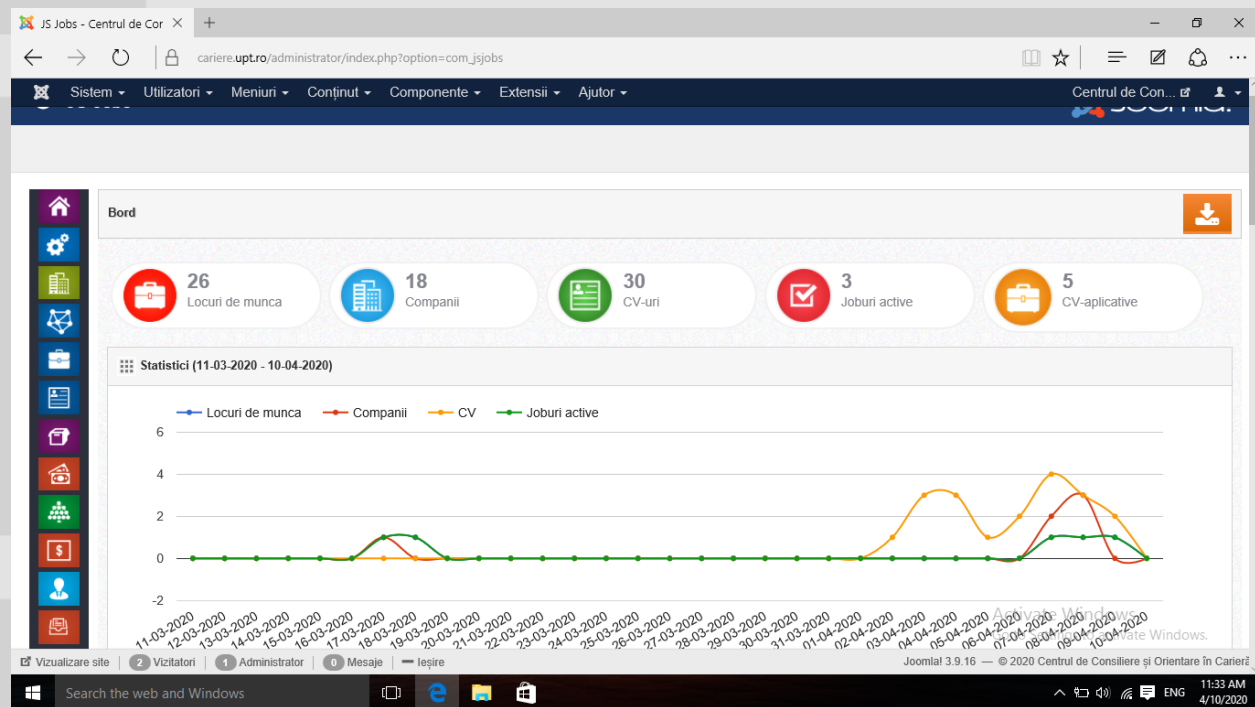 JS Jobs - Centrul de Cor
cariere.upt.ro/administrator/index.php?option=com_jsjobs
Sistem Utilizatori Meniuri Conținut Componente Extensii Ajutor Centrul de Con...
Bord
26
Locuri de munca
18
Companii
30
CV-uri
3
Joburi active
5
CV-aplicative
Statistici (11-03-2020 - 10-04-2020)
Locuri de munca Companii CV Joburi active
6
4
2
0
-2
11-03-2020 12-03-2020 13-03-2020 14-03-2020 15-03-2020 16-03-2020 17-03-2020 18-03-2020 19-03-2020 20-03-2020 21-03-2020 22-03-2020 23-03-2020 24-03-2020 25-03-2020 26-03-2020 27-03-2020 28-03-2020 29-03-2020 30-03-2020 31-03-2020 01-04-2020 02-04-2020 03-04-2020 04-04-2020 05-04-2020 06-04-2020 07-04-2020 08-04-2020 09-04-2020 10-04-2020
Activate Windows
Vizualizare site 2 Vizitatori 1 Administrator 0 Mesaje Ieșire Joomla! 3.9.16 — © 2020 Centrul de Consiliere și Orientare în Carieră
Search the web and Windows ENG 11:33 AM
4/10/2020